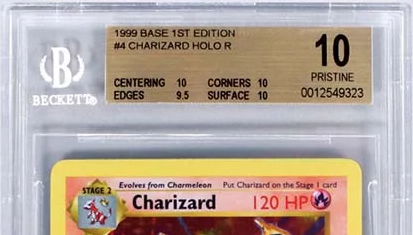 1999 BASE 1ST EDITION
#4 CHARIZARD HOLO R
10
PRISTINE
CENTERING 10 CORNERS 10
EDGES 9.5 SURFACE 10
0012549323
B
BECKETT
STAGE 2
Evolves from Charmeleon Put Charizard on the Stage 1 card
Charizard 120 HP